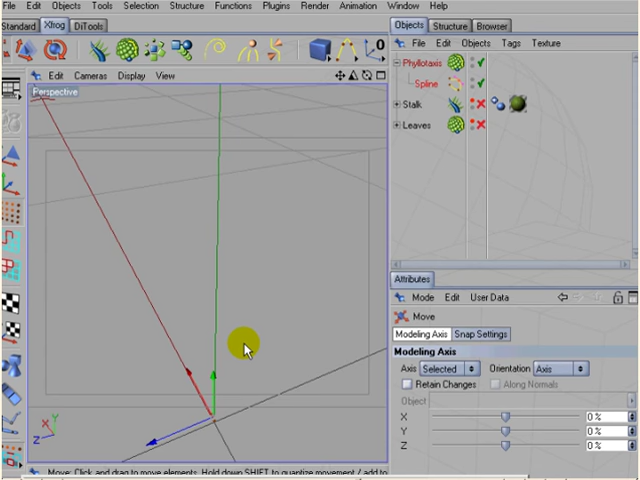 File Edit Objects Tools Selection Structure Functions Plugins Render Animation Window Help
Standard Xfrog DiTools
Objects Structure Browser
File Edit Objects Tags Texture
Edit Cameras Display View
Perspective
Phyllotaxis
Spline
Stalk
Leaves
Attributes
Mode Edit User Data
Move
Modeling Axis Snap Settings
Modeling Axis
Axis Selected Orientation Axis
Retain Changes Along Normals
Object
X 0 %
Y 0 %
Z 0 %
X Y Z
Move: Click and drag to move elements. Hold down SHIFT to quantize movement / add to